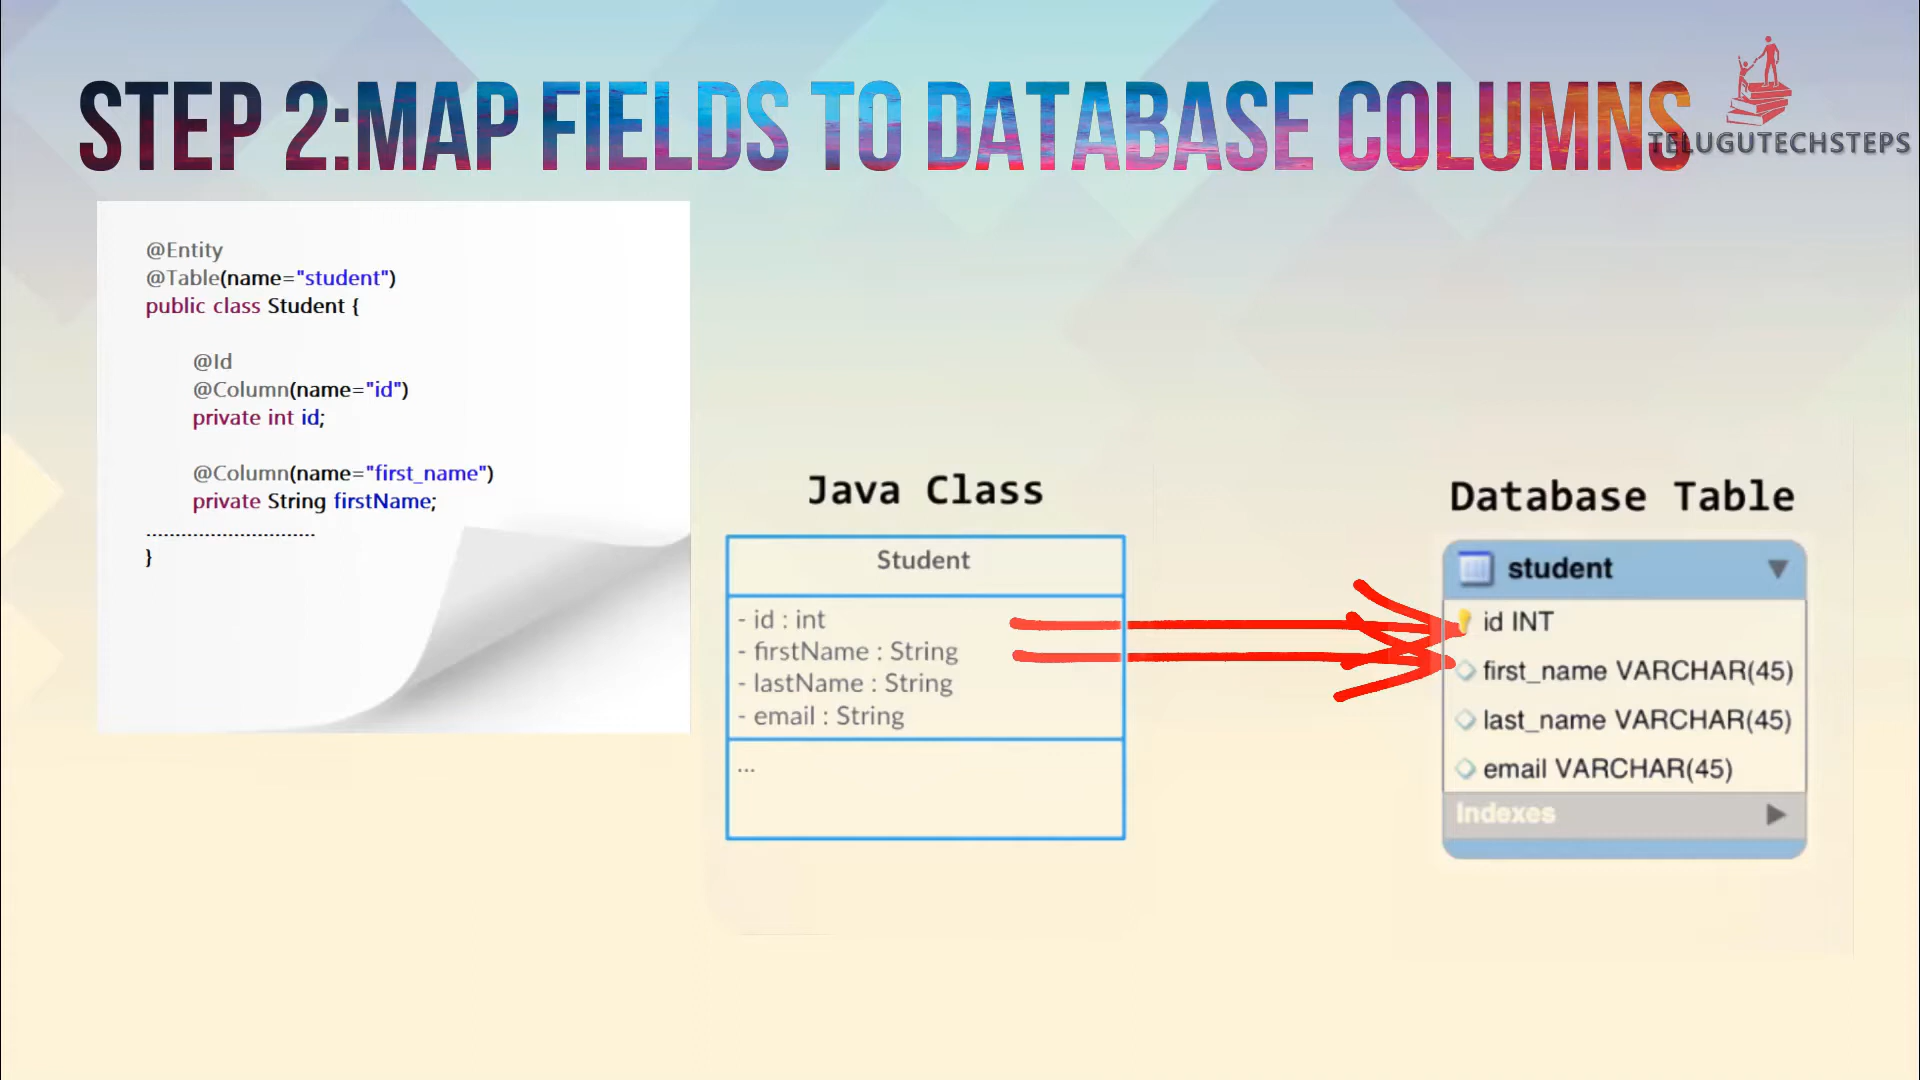 STEP 2:MAP FIELDS TO DATABASE COLUMNS
TELUGUTECHSTEPS
@Entity
@Table(name="student")
public class Student {
@Id
@Column(name="id")
private int id;
@Column(name="first_name")
private String firstName;
.............................
}
Java Class
Student
- id : int
- firstName : String
- lastName : String
- email : String
...
Database Table
student
id INT
first_name VARCHAR(45)
last_name VARCHAR(45)
email VARCHAR(45)
Indexes